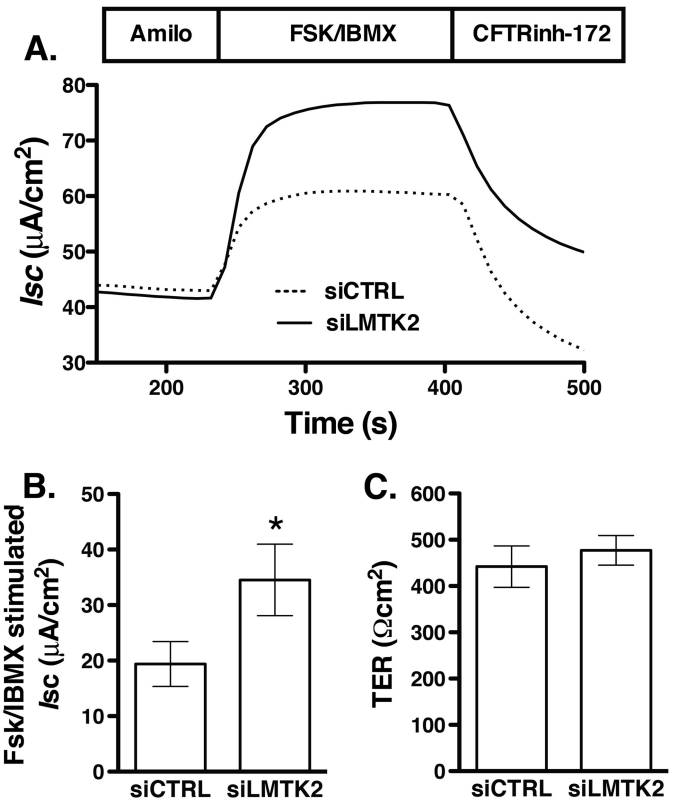 Amilo FSK/IBMX CFTRinh-172
A.
80
70
60
50
40
30
Isc (μA/cm2)
siCTRL
siLMTK2
200 300 400 500
Time (s)
B.
50
40
30
20
10
0
Fsk/IBMX stimulated
Isc (μA/cm2)
*
siCTRL siLMTK2
C.
600
500
400
300
200
100
0
TER (Ωcm2)
siCTRL siLMTK2